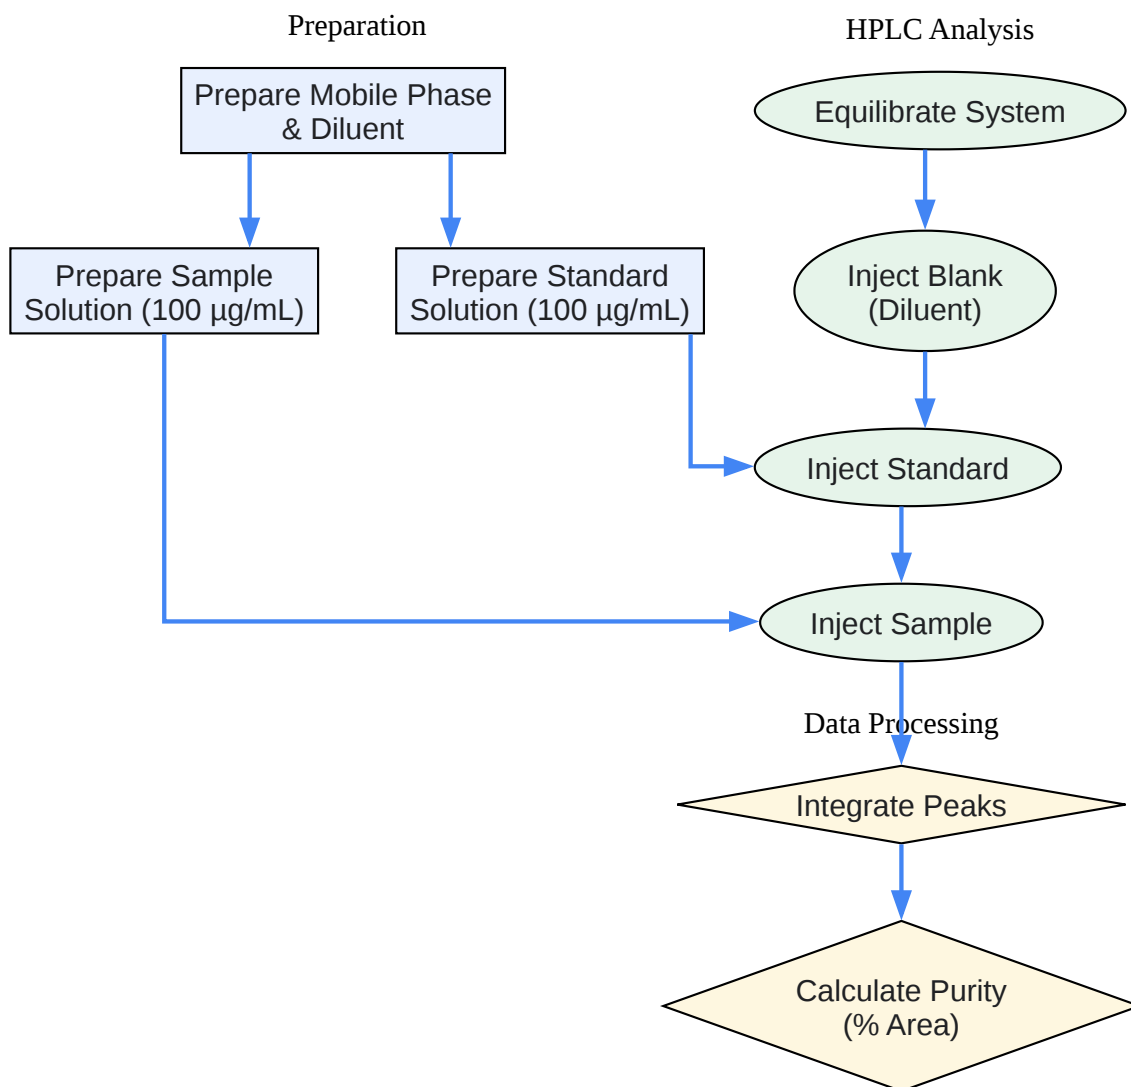 Preparation
Prepare Mobile Phase
& Diluent
Prepare Sample
Solution (100 µg/mL)
Prepare Standard
Solution (100 µg/mL)
HPLC Analysis
Equilibrate System
Inject Blank
(Diluent)
Inject Standard
Inject Sample
Data Processing
Integrate Peaks
Calculate Purity
(% Area)